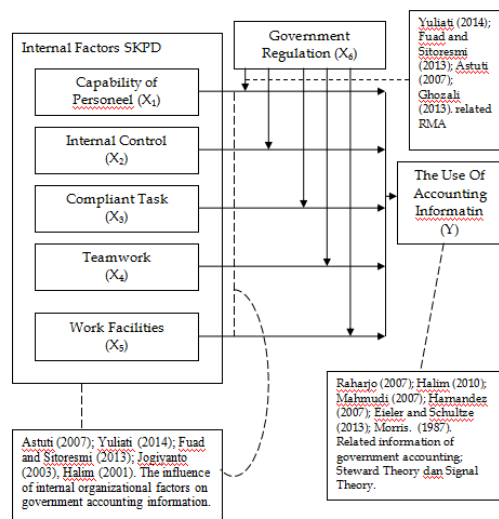 Internal Factors SKPD
Capability
of Personeel (X₁)
Internal Control
(X₂)
Compliant Task
(X₃)
Teamwork
(X₄)
Work Facilities
(X₅)
Government
Regulation (X₆)
Yuliati (2014);
Fuad and
Sitoresmi
(2013); Astuti
(2007);
Ghozali
(2013). related
RMA
The Use Of
Accounting
Informatin
(Y)
Astuti (2007); Yuliati (2014); Fuad
and Sitoresmi (2013); Jogiyanto
(2003), Halim (2001). The influence
of internal organizational factors on
government accounting information.
Raharjo (2007); Halim (2010);
Mahmudi (2007); Harnandez
(2007); Eieler and Schultze
(2013); Morris. (1987).
Related information of
government accounting;
Steward Theory dan Signal
Theory.